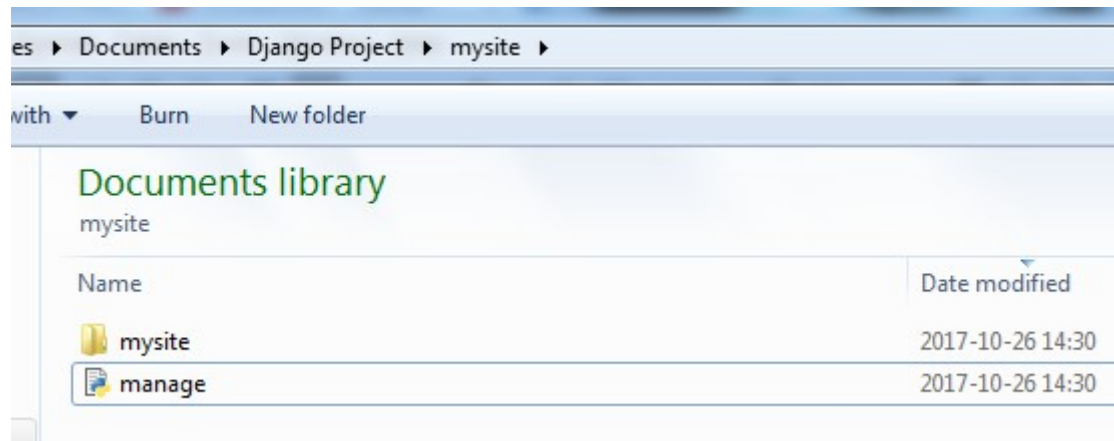 es ▸ Documents ▸ Django Project ▸ mysite ▸
with ▾ Burn New folder
Documents library
mysite
Name Date modified
mysite 2017-10-26 14:30
manage 2017-10-26 14:30